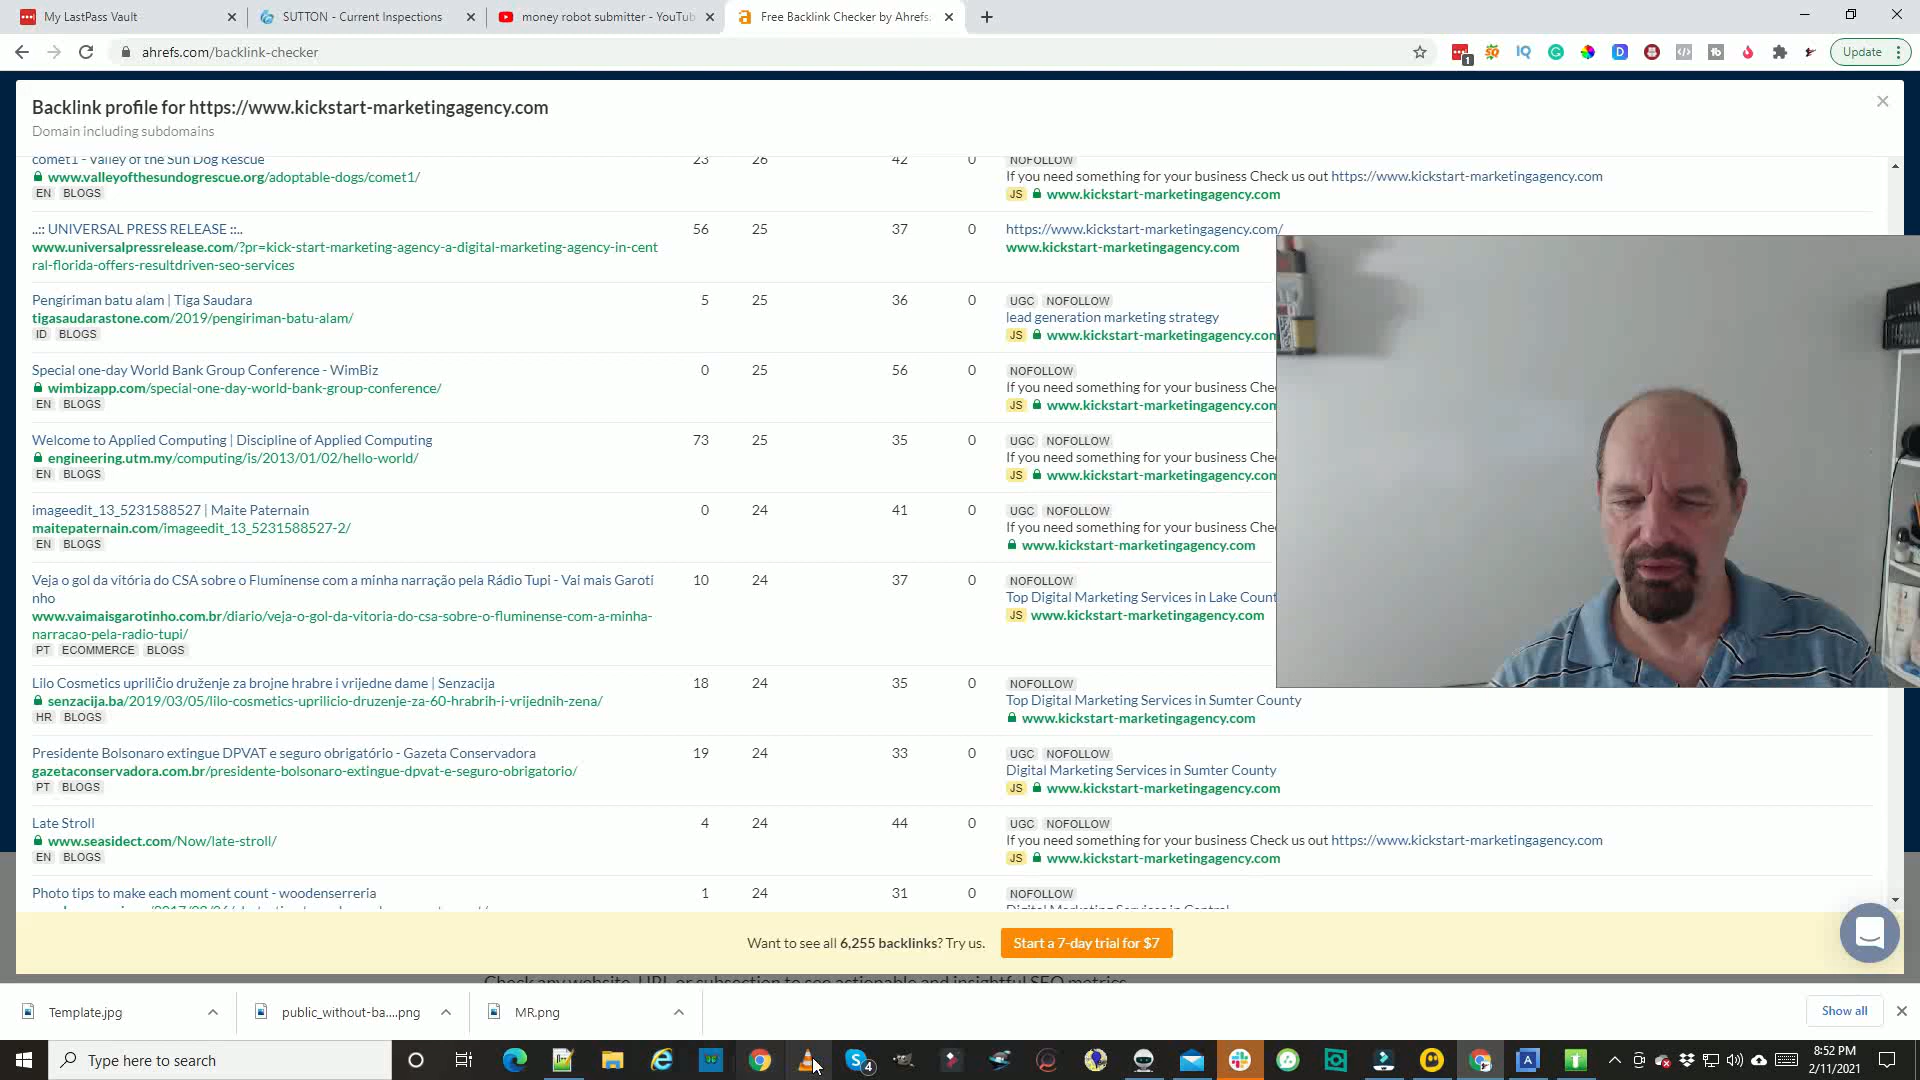 My LastPass Vault
SUTTON - Current Inspections
money robot submitter - YouTub
Free Backlink Checker by Ahrefs
ahrefs.com/backlink-checker
1
Update
Backlink profile for https://www.kickstart-marketingagency.com
Domain including subdomains
comet1 - Valley of the Sun Dog Rescue 23 26 42 0 NOFOLLOW
www.valleyofthesundogrescue.org/adoptable-dogs/comet1/ If you need something for your business Check us out https://www.kickstart-marketingagency.com
EN BLOGS JS www.kickstart-marketingagency.com
..:: UNIVERSAL PRESS RELEASE ::.. 56 25 37 0 https://www.kickstart-marketingagency.com/
www.universalpressrelease.com/?pr=kick-start-marketing-agency-a-digital-marketing-agency-in-cent www.kickstart-marketingagency.com
ral-florida-offers-resultdriven-seo-services
Pengiriman batu alam | Tiga Saudara 5 25 36 0 UGC NOFOLLOW
tigasaudarastone.com/2019/pengiriman-batu-alam/ lead generation marketing strategy
ID BLOGS JS www.kickstart-marketingagency.com
Special one-day World Bank Group Conference - WimBiz 0 25 56 0 NOFOLLOW
wimbizapp.com/special-one-day-world-bank-group-conference/ If you need something for your business Che
EN BLOGS JS www.kickstart-marketingagency.com
Welcome to Applied Computing | Discipline of Applied Computing 73 25 35 0 UGC NOFOLLOW
engineering.utm.my/computing/is/2013/01/02/hello-world/ If you need something for your business Che
EN BLOGS JS www.kickstart-marketingagency.com
imageedit_13_5231588527 | Maite Paternain 0 24 41 0 UGC NOFOLLOW
maitepaternain.com/imageedit_13_5231588527-2/ If you need something for your business Che
EN BLOGS www.kickstart-marketingagency.com
Veja o gol da vitória do CSA sobre o Fluminense com a minha narração pela Rádio Tupi - Vai mais Garoti 10 24 37 0 NOFOLLOW
nho Top Digital Marketing Services in Lake Count
www.vaimaisgarotinho.com.br/diario/veja-o-gol-da-vitoria-do-csa-sobre-o-fluminense-com-a-minha- JS www.kickstart-marketingagency.com
narracao-pela-radio-tupi/
PT ECOMMERCE BLOGS
Lilo Cosmetics upriličio druženje za brojne hrabre i vrijedne dame | Senzacija 18 24 35 0 NOFOLLOW
senzacija.ba/2019/03/05/lilo-cosmetics-uprilicio-druzenje-za-60-hrabrih-i-vrijednih-zena/ Top Digital Marketing Services in Sumter County
HR BLOGS www.kickstart-marketingagency.com
Presidente Bolsonaro extingue DPVAT e seguro obrigatório - Gazeta Conservadora 19 24 33 0 UGC NOFOLLOW
gazetaconservadora.com.br/presidente-bolsonaro-extingue-dpvat-e-seguro-obrigatorio/ Digital Marketing Services in Sumter County
PT BLOGS JS www.kickstart-marketingagency.com
Late Stroll 4 24 44 0 UGC NOFOLLOW
www.seasidect.com/Now/late-stroll/ If you need something for your business Check us out https://www.kickstart-marketingagency.com
EN BLOGS JS www.kickstart-marketingagency.com
Photo tips to make each moment count - woodenserreria 1 24 31 0 NOFOLLOW
Want to see all 6,255 backlinks? Try us. Start a 7-day trial for $7
Check any website, URL or subsection to see actionable and insightful SEO metrics
Template.jpg
public_without-ba....png
MR.png
Show all
Type here to search
4
8:52 PM
2/11/2021